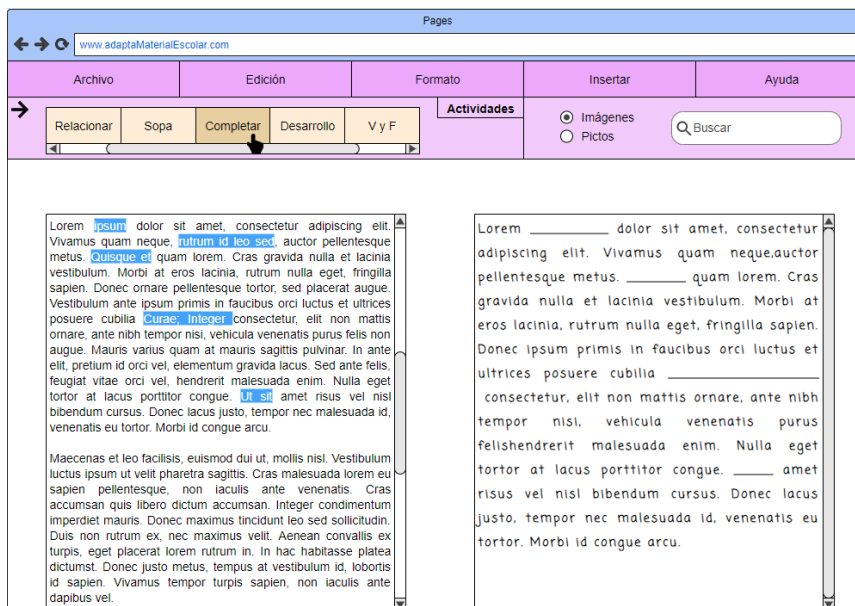 Pages
www.adaptaMaterialEscolar.com
Archivo Edición Formato Insertar Ayuda
Relacionar Sopa Completar Desarrollo V y F
Actividades
Imágenes
Pictos
Buscar
Lorem ipsum dolor sit amet, consectetur adipiscing elit.
Vivamus quam neque, rutrum id leo sed, auctor pellentesque
metus. Quisque et quam lorem. Cras gravida nulla et lacinia
vestibulum. Morbi at eros lacinia, rutrum nulla eget, fringilla
sapien. Donec ornare pellentesque tortor, sed placerat augue.
Vestibulum ante ipsum primis in faucibus orci luctus et ultrices
posuere cubilia Curae; Integer consectetur, elit non mattis
ornare, ante nibh tempor nisi, vehicula venenatis purus felis non
augue. Mauris varius quam at mauris sagittis pulvinar. In ante
elit, pretium id orci vel, elementum gravida lacus. Sed ante felis,
feugiat vitae orci vel, hendrerit malesuada enim. Nulla eget
tortor at lacus porttitor congue. Ut sit amet risus vel nisl
bibendum cursus. Donec lacus justo, tempor nec malesuada id,
venenatis eu tortor. Morbi id congue arcu.
Maecenas et leo facilisis, euismod dui ut, mollis nisl. Vestibulum
luctus ipsum ut velit pharetra sagittis. Cras malesuada lorem eu
sapien pellentesque, non iaculis ante venenatis. Cras
accumsan quis libero dictum accumsan. Integer condimentum
imperdiet mauris. Donec maximus tincidunt leo sed sollicitudin.
Duis non rutrum ex, nec maximus velit. Aenean convallis ex
turpis, eget placerat lorem rutrum in. In hac habitasse platea
dictumst. Donec justo metus, tempus at vestibulum id, lobortis
id sapien. Vivamus tempor turpis sapien, non iaculis ante
dapibus vel.
Lorem __________ dolor sit amet, consectetur
adipiscing elit. Vivamus quam neque,auctor
pellentesque metus. ________ quam lorem. Cras
gravida nulla et lacinia vestibulum. Morbi at
eros lacinia, rutrum nulla eget, fringilla sapien.
Donec ipsum primis in faucibus orci luctus et
ultrices posuere cubilia ____________________
consectetur, elit non mattis ornare, ante nibh
tempor nisi, vehicula venenatis purus
felishendrerit malesuada enim. Nulla eget
tortor at lacus porttitor congue. _____ amet
risus vel nisl bibendum cursus. Donec lacus
justo, tempor nec malesuada id, venenatis eu
tortor. Morbi id congue arcu.